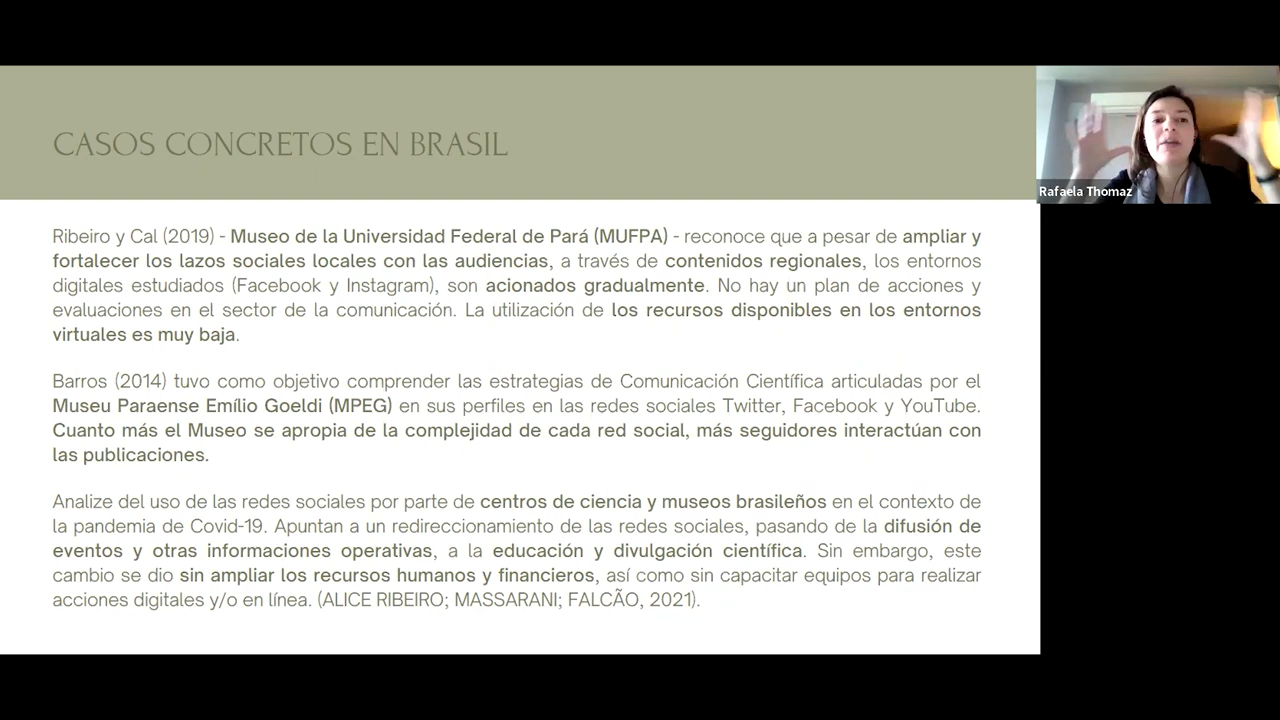 CASOS CONCRETOS EN BRASIL
Rafaela Thomaz
Ribeiro y Cal (2019) - Museo de la Universidad Federal de Pará (MUFPA) - reconoce que a pesar de ampliar y
fortalecer los lazos sociales locales con las audiencias, a través de contenidos regionales, los entornos
digitales estudiados (Facebook y Instagram), son acionados gradualmente. No hay un plan de acciones y
evaluaciones en el sector de la comunicación. La utilización de los recursos disponibles en los entornos
virtuales es muy baja.
Barros (2014) tuvo como objetivo comprender las estrategias de Comunicación Científica articuladas por el
Museu Paraense Emílio Goeldi (MPEG) en sus perfiles en las redes sociales Twitter, Facebook y YouTube.
Cuanto más el Museo se apropia de la complejidad de cada red social, más seguidores interactúan con
las publicaciones.
Analize del uso de las redes sociales por parte de centros de ciencia y museos brasileños en el contexto de
la pandemia de Covid-19. Apuntan a un redireccionamiento de las redes sociales, pasando de la difusión de
eventos y otras informaciones operativas, a la educación y divulgación científica. Sin embargo, este
cambio se dio sin ampliar los recursos humanos y financieros, así como sin capacitar equipos para realizar
acciones digitales y/o en línea. (ALICE RIBEIRO; MASSARANI; FALCÃO, 2021).